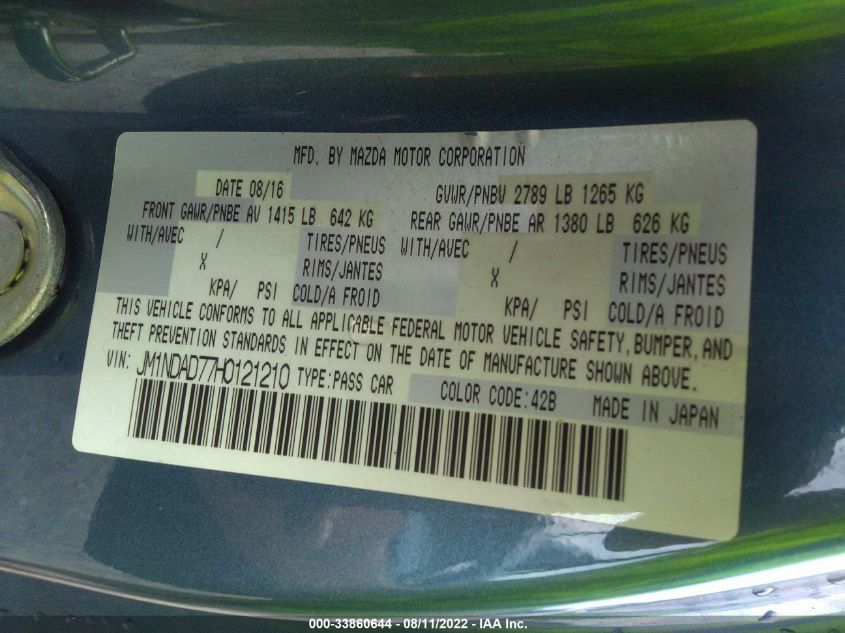 MFD. BY MAZDA MOTOR CORPORATION
DATE 08/16 GVWR/PNBV 2789 LB 1265 KG
FRONT GAWR/PNBE AV 1415 LB 642 KG REAR GAWR/PNBE AR 1380 LB 626 KG
WITH/AVEC / TIRES/PNEUS WITH/AVEC / TIRES/PNEUS
X RIMS/JANTES X RIMS/JANTES
KPA/ PSI COLD/A FROID KPA/ PSI COLD/A FROID
THIS VEHICLE CONFORMS TO ALL APPLICABLE FEDERAL MOTOR VEHICLE SAFETY, BUMPER, AND
THEFT PREVENTION STANDARDS IN EFFECT ON THE DATE OF MANUFACTURE SHOWN ABOVE.
VIN: JM1NDAD77H0121210 TYPE:PASS CAR COLOR CODE:42B MADE IN JAPAN
000-33860644 - 08/11/2022 - IAA Inc.